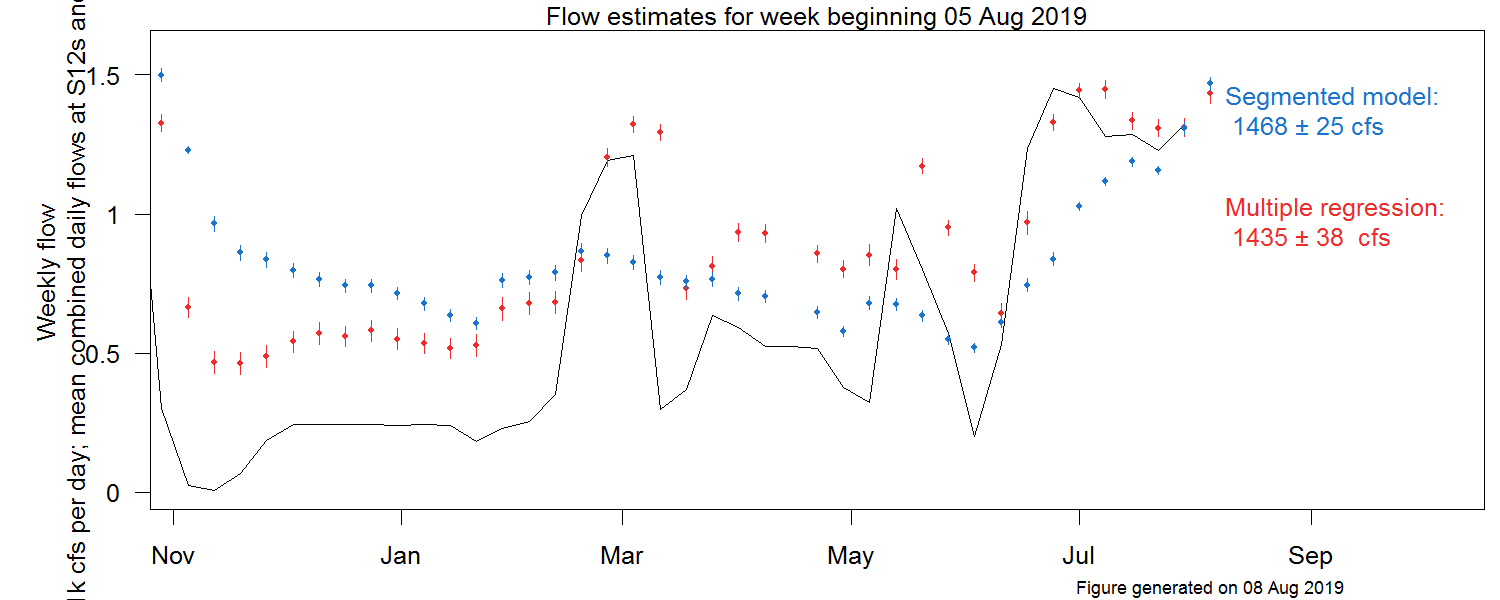 Flow estimates for week beginning 05 Aug 2019
Weekly flow
k cfs per day; mean combined daily flows at S12s and
1.5
1
0.5
0
Segmented model:
1468 ± 25 cfs
Multiple regression:
1435 ± 38 cfs
Nov Jan Mar May Jul Sep
Figure generated on 08 Aug 2019